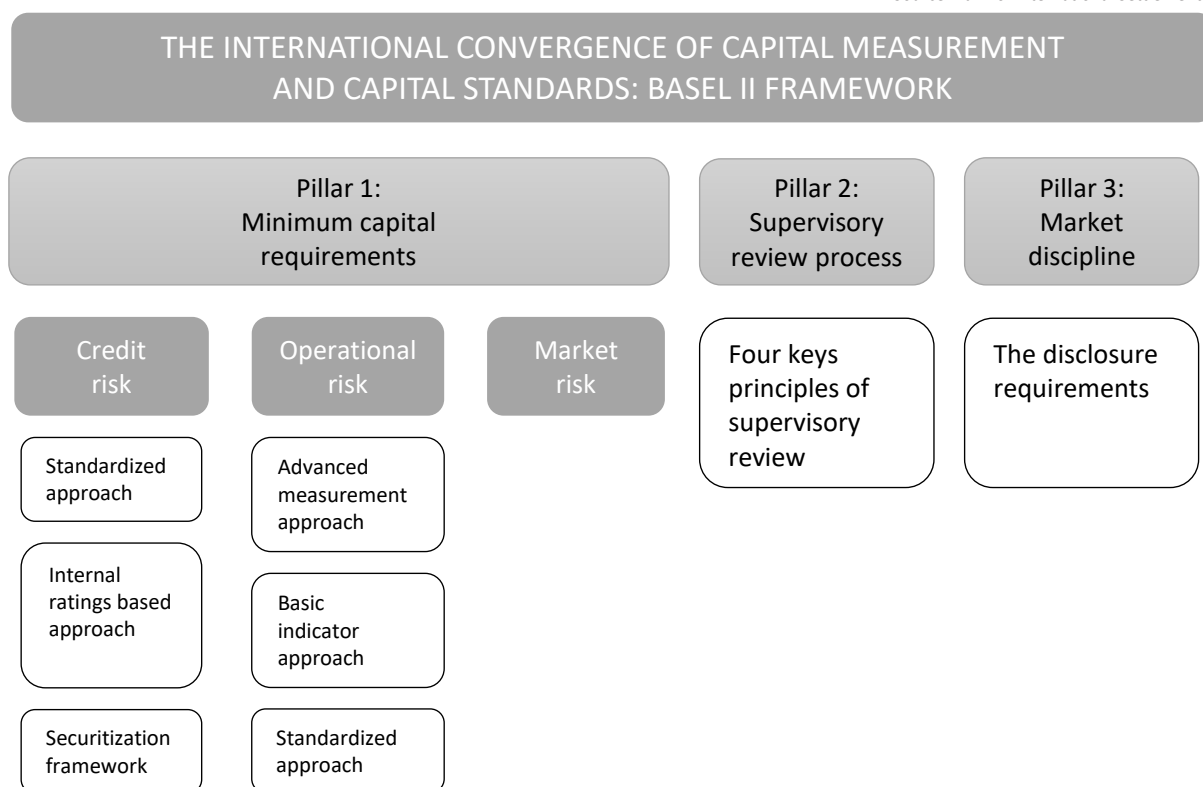 THE INTERNATIONAL CONVERGENCE OF CAPITAL MEASUREMENT
AND CAPITAL STANDARDS: BASEL II FRAMEWORK
Pillar 1:
Minimum capital
requirements
Pillar 2:
Supervisory
review process
Pillar 3:
Market
discipline
Credit
risk
Operational
risk
Market
risk
Four keys
principles of
supervisory
review
The disclosure
requirements
Standardized
approach
Internal
ratings based
approach
Securitization
framework
Advanced
measurement
approach
Basic
indicator
approach
Standardized
approach